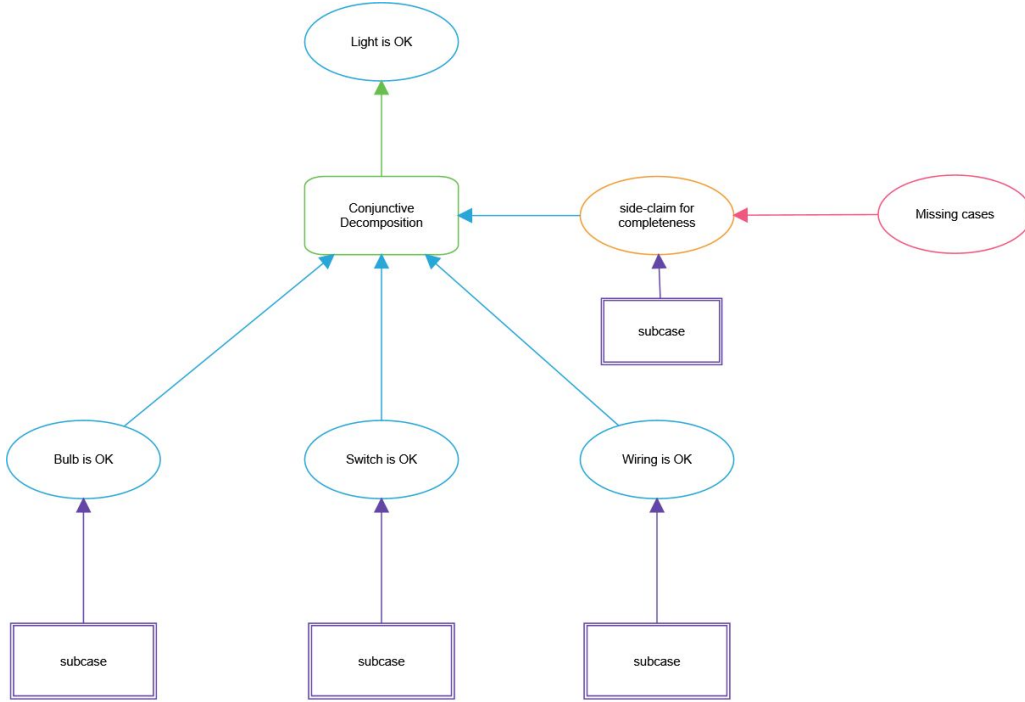 Light is OK
Conjunctive
Decomposition
side-claim for
completeness
Missing cases
subcase
Bulb is OK
Switch is OK
Wiring is OK
subcase
subcase
subcase